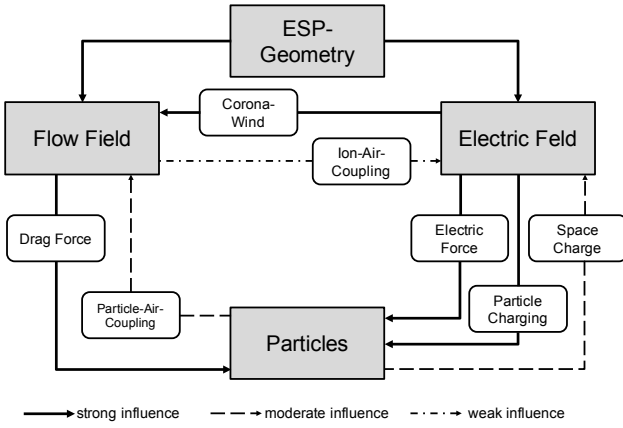 ESP-
Geometry
Corona-
Wind
Flow Field
Electric Feld
Ion-Air-
Coupling
Drag Force
Electric
Force
Space
Charge
Particle-Air-
Coupling
Particle
Charging
Particles
strong influence
moderate influence
weak influence